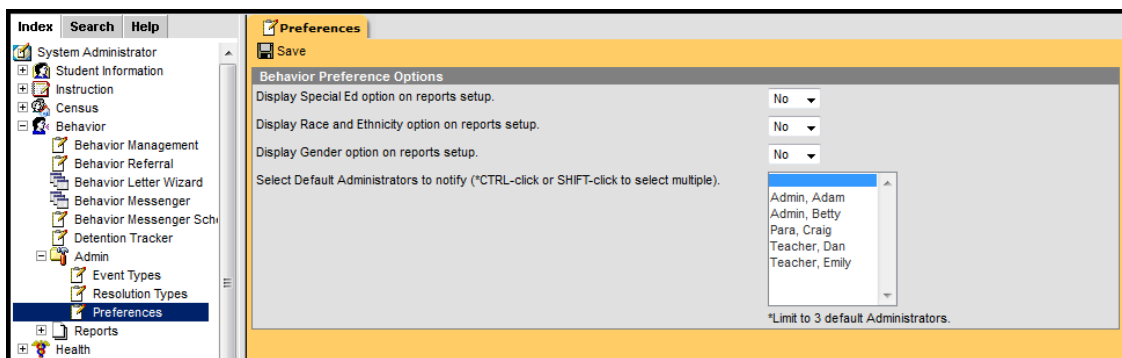 Index Search Help
System Administrator
Student Information
Instruction
Census
Behavior
Behavior Management
Behavior Referral
Behavior Letter Wizard
Behavior Messenger
Behavior Messenger Sch
Detention Tracker
Admin
Event Types
Resolution Types
Preferences
Reports
Health
Preferences
Save
Behavior Preference Options
Display Special Ed option on reports setup. No
Display Race and Ethnicity option on reports setup. No
Display Gender option on reports setup. No
Select Default Administrators to notify (*CTRL-click or SHIFT-click to select multiple).
Admin, Adam
Admin, Betty
Para, Craig
Teacher, Dan
Teacher, Emily
*Limit to 3 default Administrators.